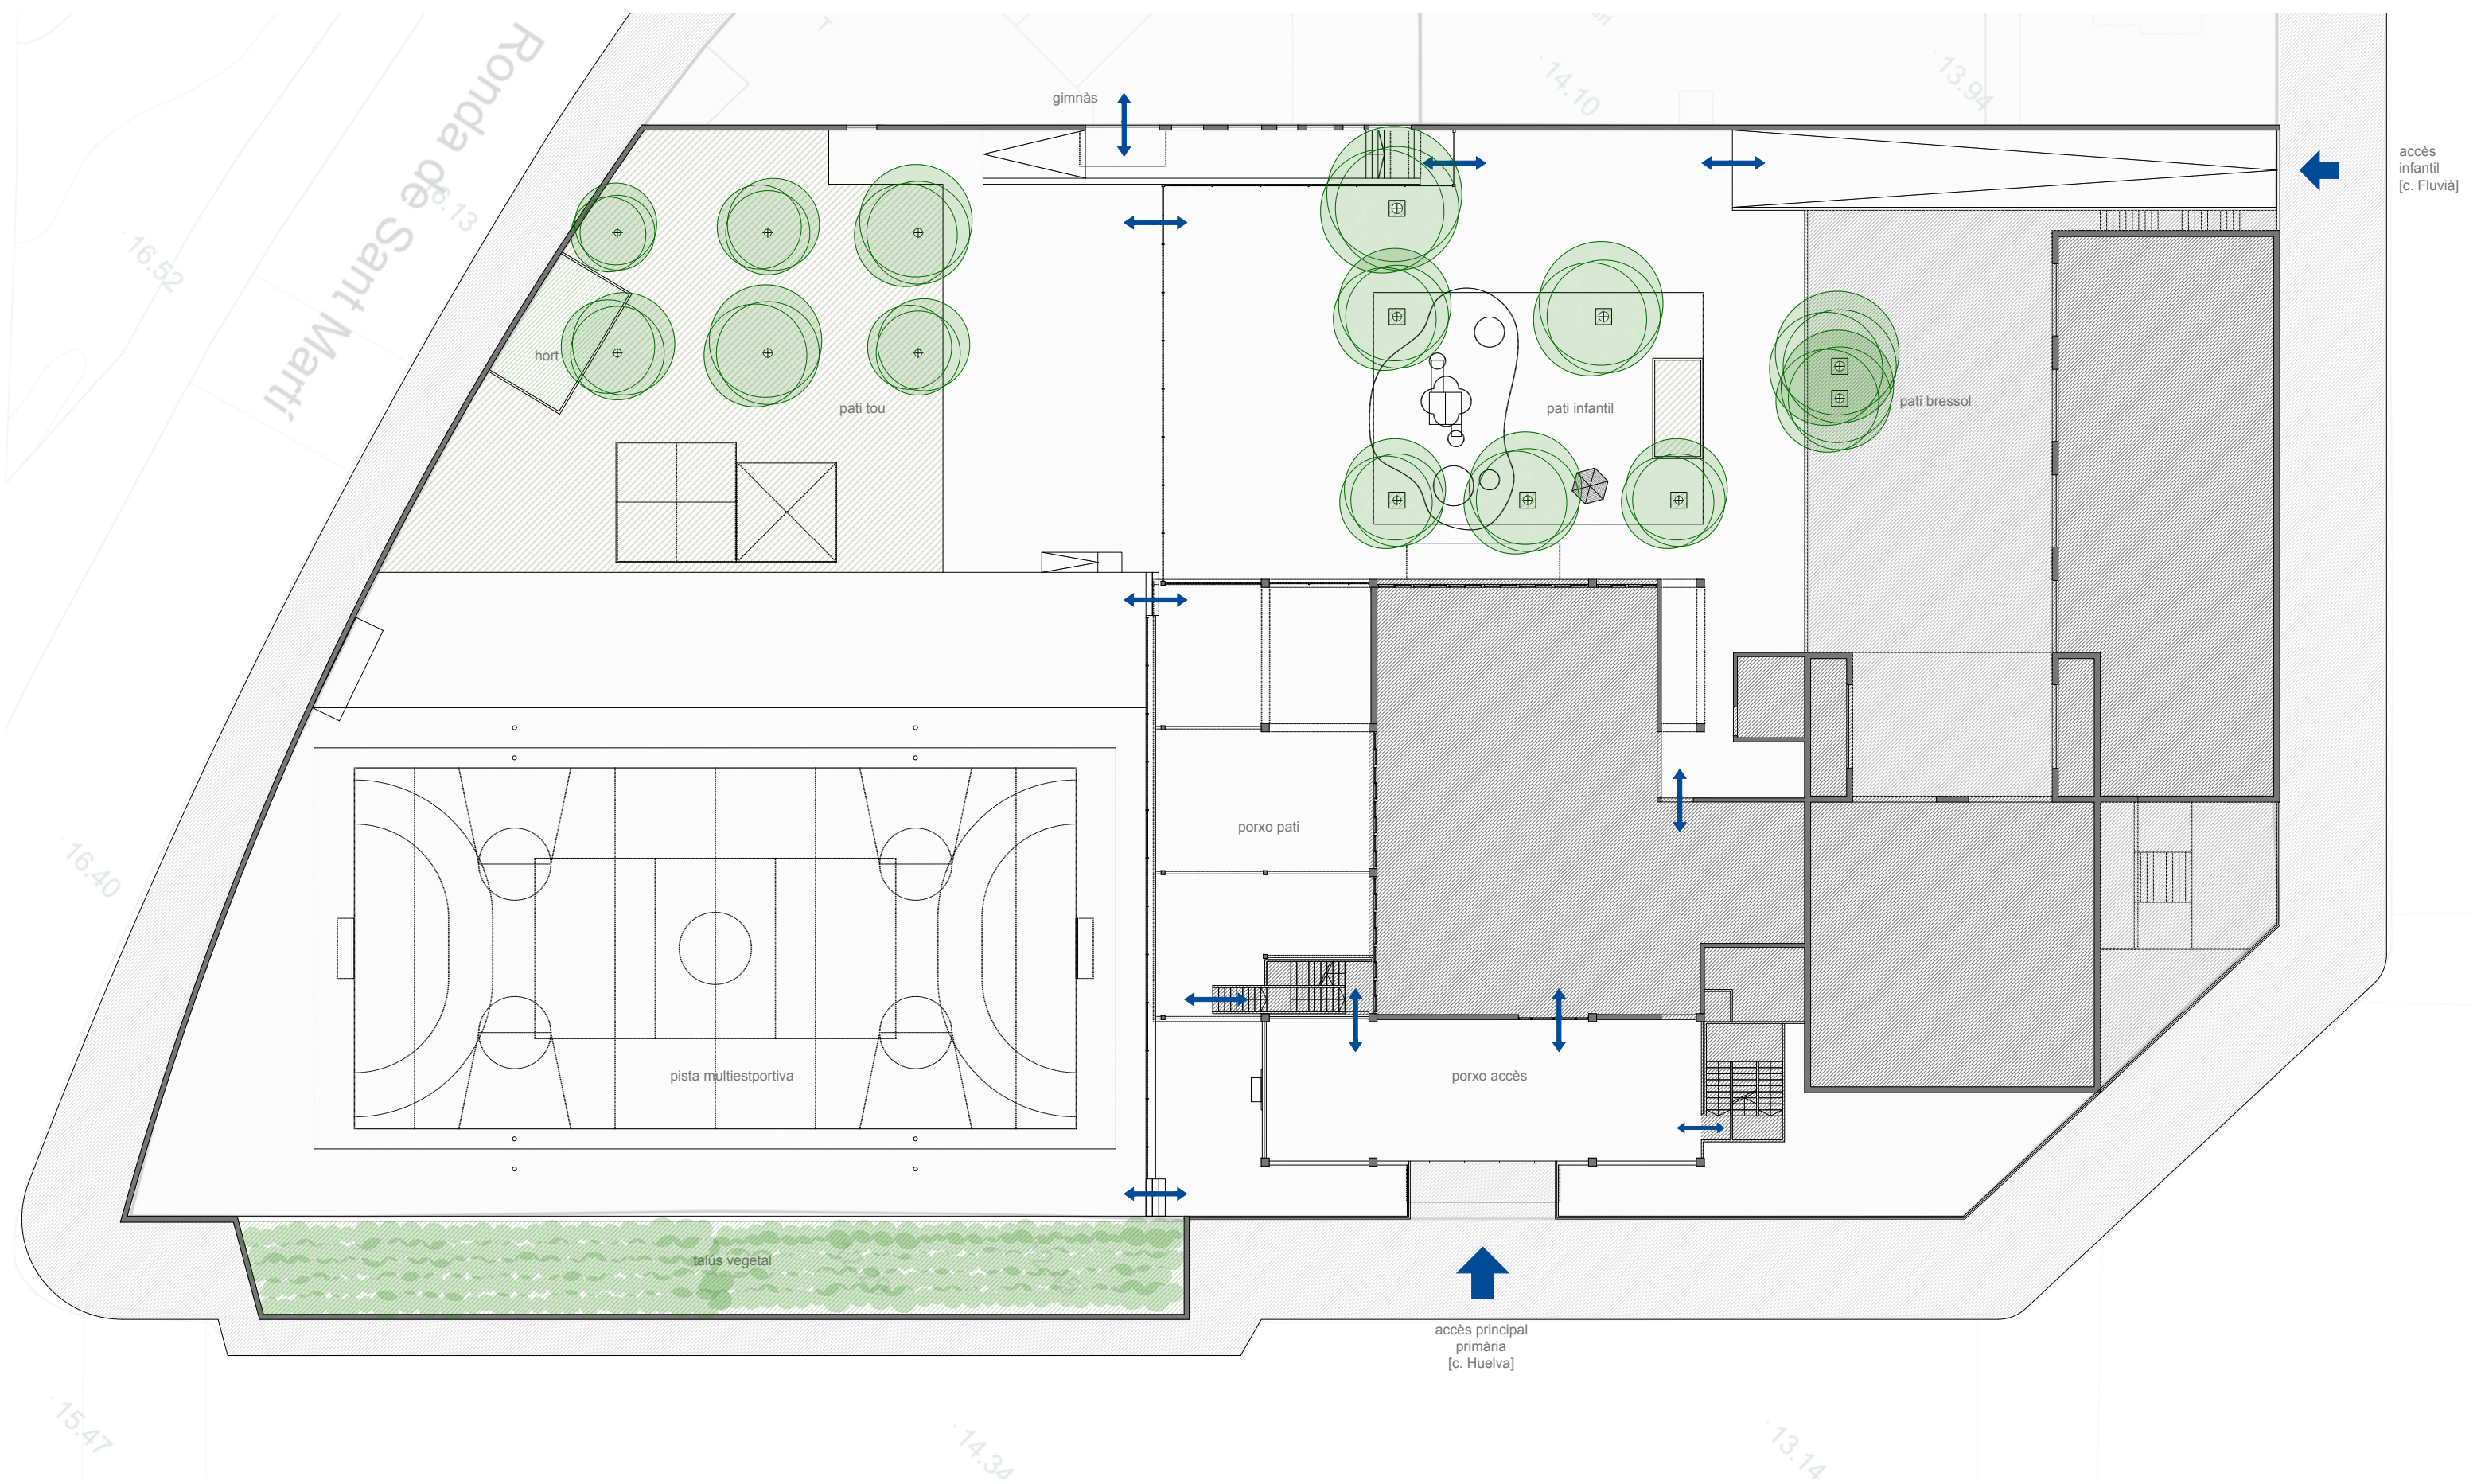 Ronda de Sant Martí
gimnàs
14.10
13.94
accès
infantil
[c. Fluvià]
16.13
16.52
hort
pati tou
pati infantil
pati bressol
porxo pati
16.40
pista multiestportiva
porxo accès
talús vegetal
accès principal
primària
[c. Huelva]
15.47
14.34
13.14